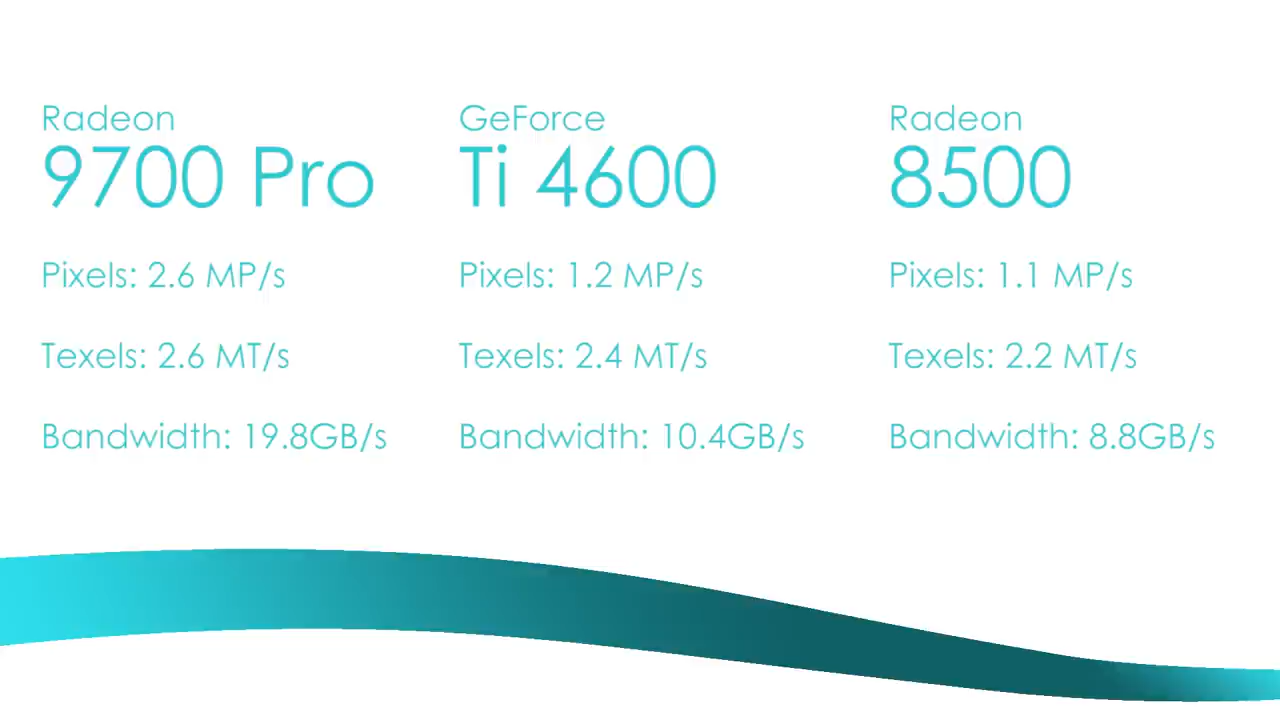 Radeon
9700 Pro
Pixels: 2.6 MP/s
Texels: 2.6 MT/s
Bandwidth: 19.8GB/s
GeForce
Ti 4600
Pixels: 1.2 MP/s
Texels: 2.4 MT/s
Bandwidth: 10.4GB/s
Radeon
8500
Pixels: 1.1 MP/s
Texels: 2.2 MT/s
Bandwidth: 8.8GB/s